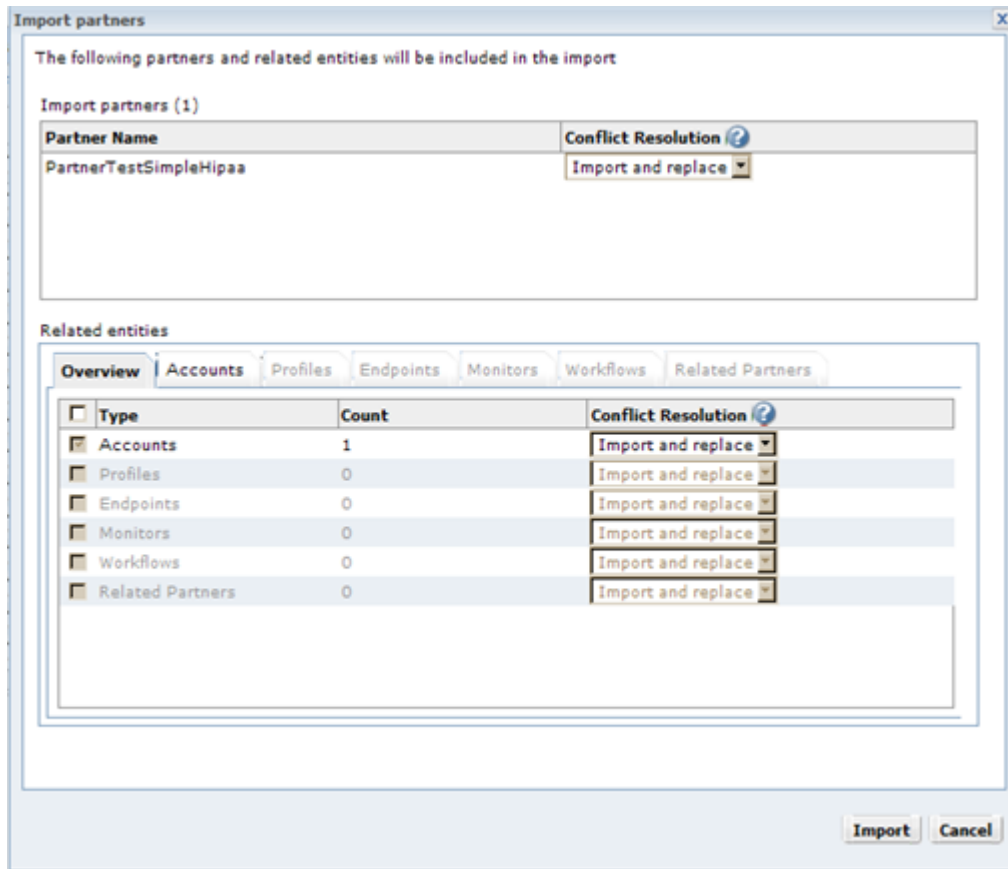 Import partners
X
The following partners and related entities will be included in the import
Import partners (1)
Partner Name Conflict Resolution ?
PartnerTestSimpleHipaa Import and replace
Related entities
Overview Accounts Profiles Endpoints Monitors Workflows Related Partners
Type Count Conflict Resolution ?
Accounts 1 Import and replace
Profiles 0 Import and replace
Endpoints 0 Import and replace
Monitors 0 Import and replace
Workflows 0 Import and replace
Related Partners 0 Import and replace
Import Cancel